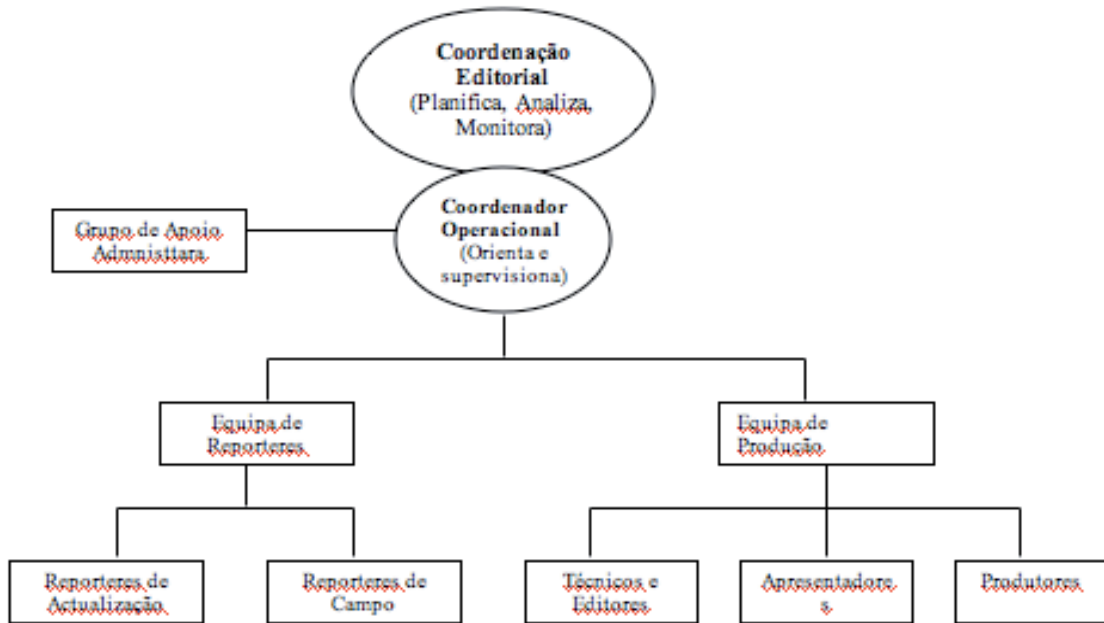 Coordenação
Editorial
(Planifica, Analiza,
Monitora)
Coordenador
Operacional
(Orienta e
supervisiona)
Grupo de Apoio
Admnisttara
Equipa de
Reporteres
Equipa de
Produção
Reporteres de
Actualização
Reporteres de
Campo
Técnicos e
Editores
Apresentadore
s
Produtores